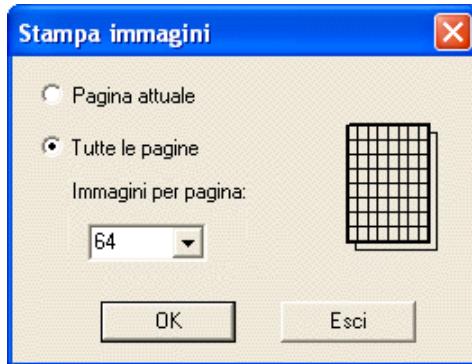 Stampa immagini
Pagina attuale
Tutte le pagine
Immagini per pagina:
64
OK Esci